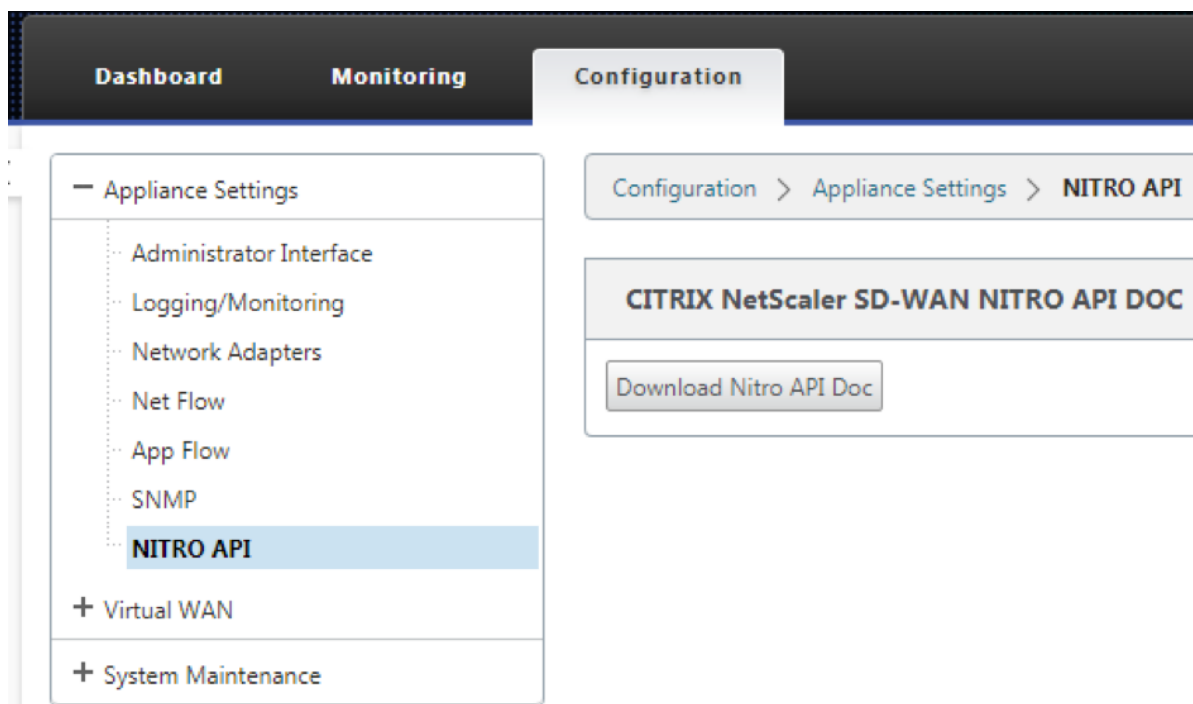 Dashboard Monitoring Configuration
Appliance Settings
Administrator Interface
Logging/Monitoring
Network Adapters
Net Flow
App Flow
SNMP
NITRO API
Virtual WAN
System Maintenance
Configuration > Appliance Settings > NITRO API
CITRIX NetScaler SD-WAN NITRO API DOC
Download Nitro API Doc